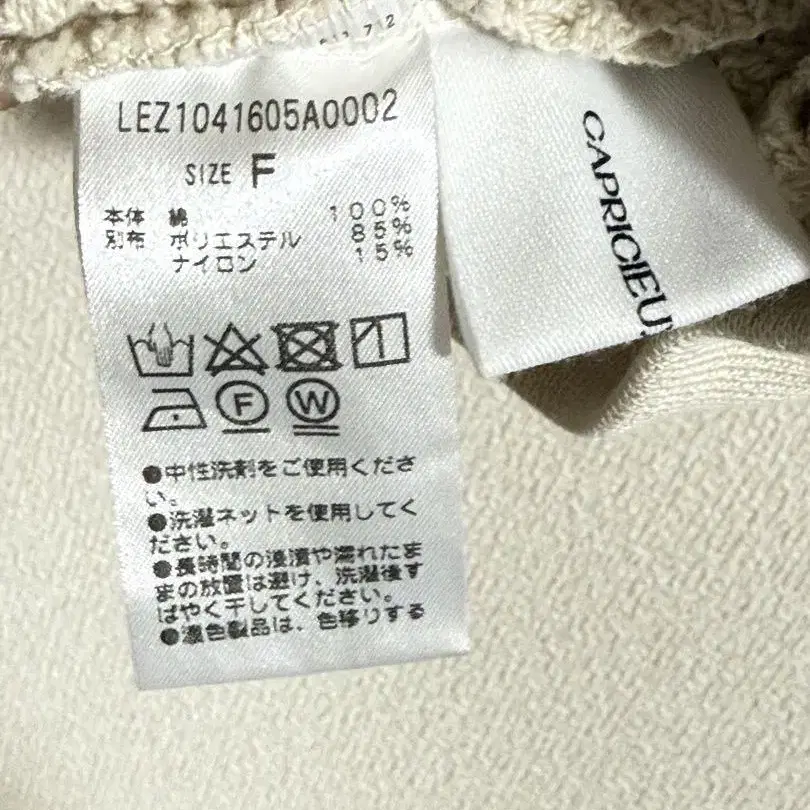 LEZ1041605A0002
SIZE F
本体 綿 100%
別布 ポリエステル 85%
ナイロン 15%
F W
●中性洗剤をご使用くださ
い。
●洗濯ネットを使用してく
ださい。
●長時間の浸漬や濡れたま
まの放置は避け、洗濯後す
ばやく干してください。
●濃色製品は、色移りする
CAPRICIEU